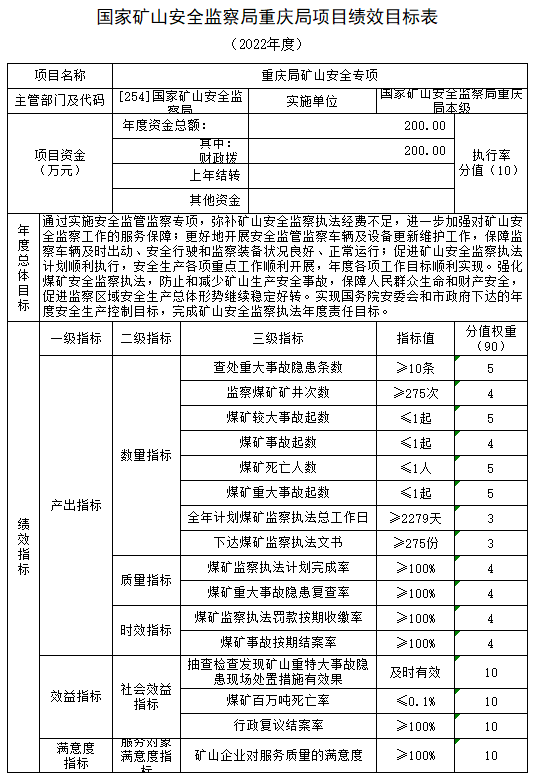 国家矿山安全监察局重庆局项目绩效目标表
（2022年度）
项目名称 重庆局矿山安全专项
主管部门及代码 [254]国家矿山安全监察局 实施单位 国家矿山安全监察局重庆局本级
项目资金
（万元）
年度资金总额： 200.00
其中：
财政拨 200.00
上年结转
其他资金
执行率
分值（10）
年度总体目标
通过实施安全监管监察专项，弥补矿山安全监察执法经费不足，进一步加强对矿山安
全监察工作的服务保障；更好地开展安全监管监察车辆及设备更新维护工作，保障监
察车辆及时出动、安全行驶和监察装备状况良好、正常运行；促进矿山安全监察执法
计划顺利执行，安全生产各项重点工作顺利开展，年度各项工作目标顺利实现。强化
煤矿安全监察执法，防止和减少矿山生产安全事故，保障人民群众生命和财产安全，
促进监察区域安全生产总体形势继续稳定好转。实现国务院安委会和市政府下达的年
度安全生产控制目标，完成矿山安全监察执法年度责任目标。
绩效指标
一级指标 二级指标 三级指标 指标值 分值权重
（90）
产出指标
数量指标
查处重大事故隐患条数 ≥10条 5
监察煤矿矿井次数 ≥275次 4
煤矿较大事故起数 ≤1起 5
煤矿事故起数 ≤1起 4
煤矿死亡人数 ≤1人 5
煤矿重大事故起数 ≤1起 5
全年计划煤矿监察执法总工作日 ≥2279天 3
下达煤矿监察执法文书 ≥275份 3
质量指标
煤矿监察执法计划完成率 ≥100% 4
煤矿重大事故隐患复查率 ≥100% 4
时效指标
煤矿监察执法罚款按期收缴率 ≥100% 4
煤矿事故按期结案率 ≥100% 4
效益指标
社会效益
指标
抽查检查发现矿山重特大事故隐
患现场处置措施有效果 及时有效 10
煤矿百万吨死亡率 ≤0.1% 10
行政复议结案率 ≥100% 10
满意度
指标
服务对象
满意度指
标
矿山企业对服务质量的满意度 ≥100% 10